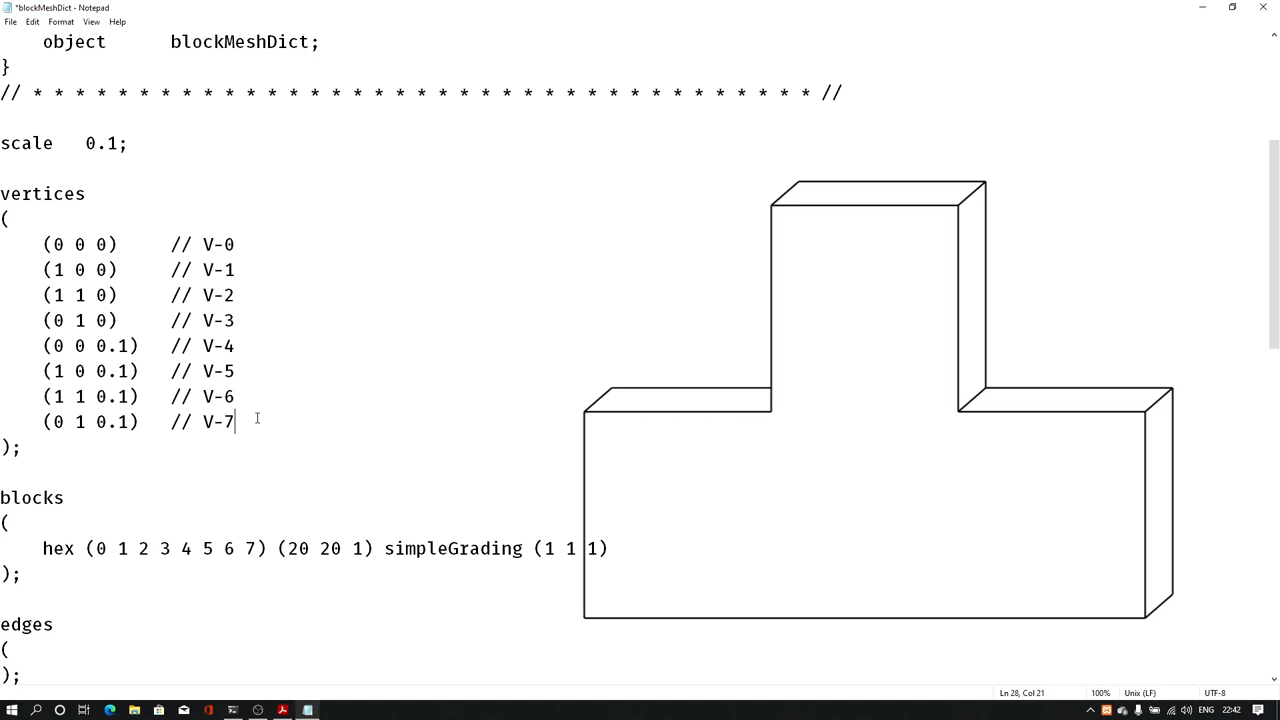 *blockMeshDict - Notepad
File Edit Format View Help
object blockMeshDict;
}
// * * * * * * * * * * * * * * * * * * * * * * * * * * * * * * * * * * * * * //
scale 0.1;
vertices
(
(0 0 0) // V-0
(1 0 0) // V-1
(1 1 0) // V-2
(0 1 0) // V-3
(0 0 0.1) // V-4
(1 0 0.1) // V-5
(1 1 0.1) // V-6
(0 1 0.1) // V-7
);
blocks
(
hex (0 1 2 3 4 5 6 7) (20 20 1) simpleGrading (1 1 1)
);
edges
(
);
Ln 28, Col 21 100% Unix (LF) UTF-8
ENG 22:42